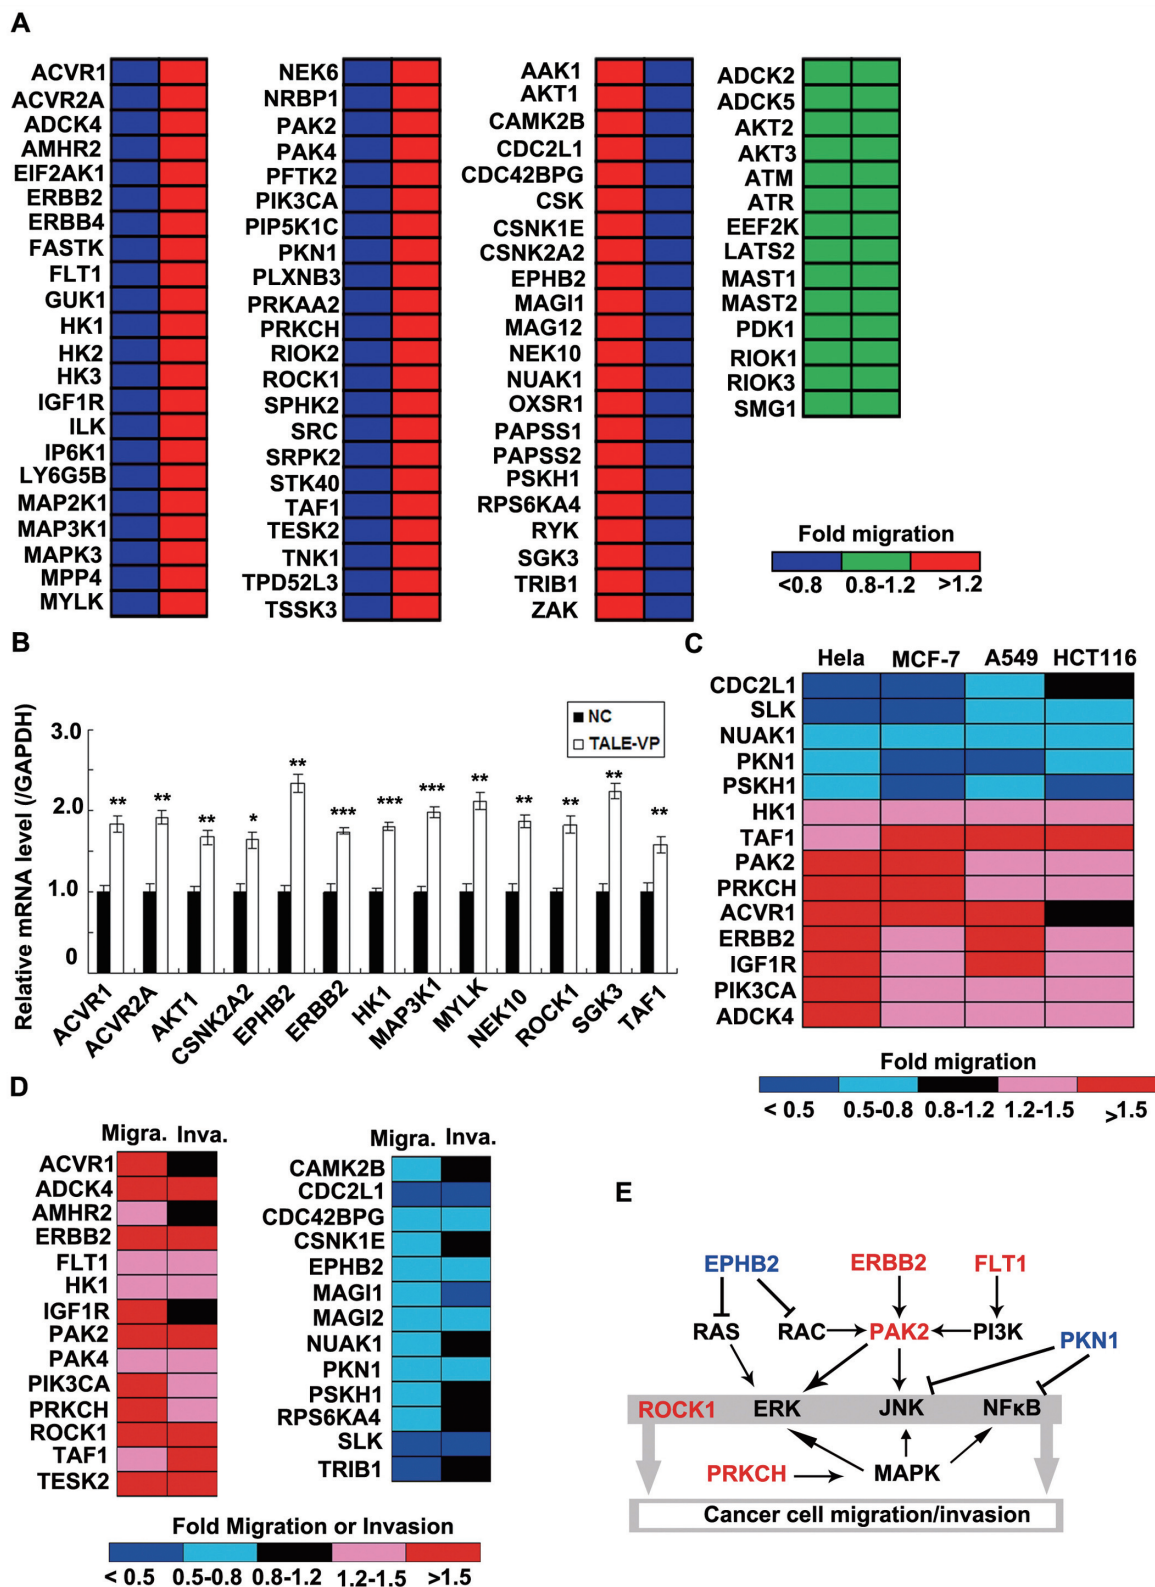 A
ACVR1
ACVR2A
ADCK4
AMHR2
EIF2AK1
ERBB2
ERBB4
FASTK
FLT1
GUK1
HK1
HK2
HK3
IGF1R
ILK
IP6K1
LY6G5B
MAP2K1
MAP3K1
MAPK3
MPP4
MYLK
NEK6
NRBP1
PAK2
PAK4
PFTK2
PIK3CA
PIP5K1C
PKN1
PLXNB3
PRKAA2
PRKCH
RIOK2
ROCK1
SPHK2
SRC
SRPK2
STK40
TAF1
TESK2
TNK1
TPD52L3
TSSK3
AAK1
AKT1
CAMK2B
CDC2L1
CDC42BPG
CSK
CSNK1E
CSNK2A2
EPHB2
MAGI1
MAG12
NEK10
NUAK1
OXSR1
PAPSS1
PAPSS2
PSKH1
RPS6KA4
RYK
SGK3
TRIB1
ZAK
ADCK2
ADCK5
AKT2
AKT3
ATM
ATR
EEF2K
LATS2
MAST1
MAST2
PDK1
RIOK1
RIOK3
SMG1
Fold migration
<0.8 0.8-1.2 >1.2
B
Relative mRNA level (/GAPDH)
3.0
2.0
1.0
0
NC
TALE-VP
** ** ** * ** *** *** *** ** ** ** ** **
ACVR1
ACVR2A
AKT1
CSNK2A2
EPHB2
ERBB2
HK1
MAP3K1
MYLK
NEK10
ROCK1
SGK3
TAF1
C
Hela MCF-7 A549 HCT116
CDC2L1
SLK
NUAK1
PKN1
PSKH1
HK1
TAF1
PAK2
PRKCH
ACVR1
ERBB2
IGF1R
PIK3CA
ADCK4
Fold migration
< 0.5 0.5-0.8 0.8-1.2 1.2-1.5 >1.5
D
Migra. Inva.
ACVR1
ADCK4
AMHR2
ERBB2
FLT1
HK1
IGF1R
PAK2
PAK4
PIK3CA
PRKCH
ROCK1
TAF1
TESK2
Migra. Inva.
CAMK2B
CDC2L1
CDC42BPG
CSNK1E
EPHB2
MAGI1
MAGI2
NUAK1
PKN1
PSKH1
RPS6KA4
SLK
TRIB1
Fold Migration or Invasion
< 0.5 0.5-0.8 0.8-1.2 1.2-1.5 >1.5
E
EPHB2 ERBB2 FLT1
RAS RAC PAK2 PI3K PKN1
ROCK1 ERK JNK NFκB
PRKCH MAPK
Cancer cell migration/invasion